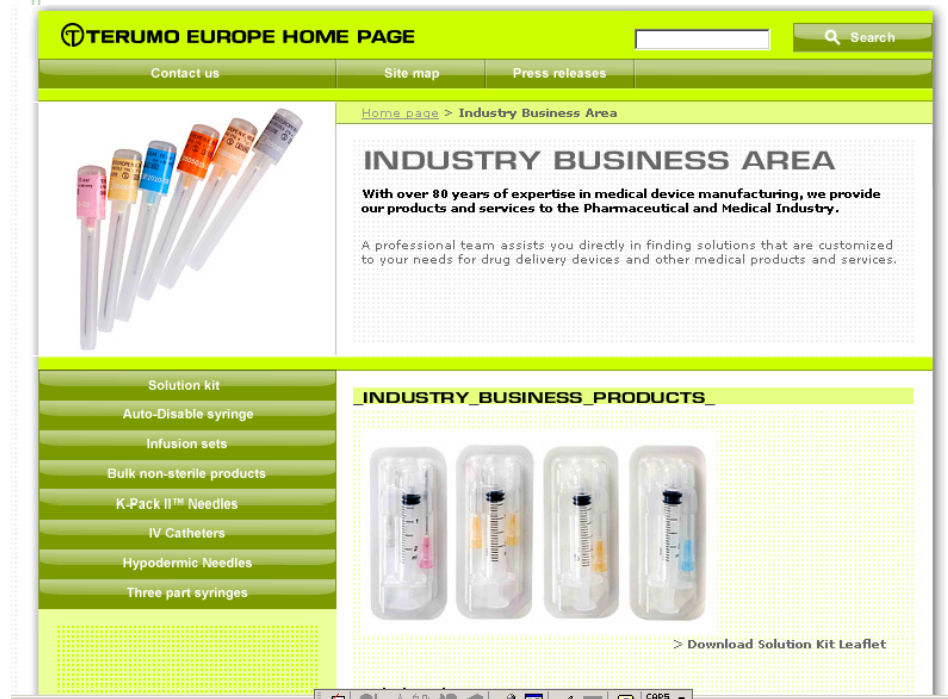 TERUMO EUROPE HOME PAGE
Search
Contact us
Site map
Press releases
Home page > Industry Business Area
INDUSTRY BUSINESS AREA
With over 80 years of expertise in medical device manufacturing, we provide
our products and services to the Pharmaceutical and Medical Industry.
A professional team assists you directly in finding solutions that are customized
to your needs for drug delivery devices and other medical products and services.
Solution kit
Auto-Disable syringe
Infusion sets
Bulk non-sterile products
K-Pack II™ Needles
IV Catheters
Hypodermic Needles
Three part syringes
_INDUSTRY_BUSINESS_PRODUCTS_
> Download Solution Kit Leaflet
CAPS